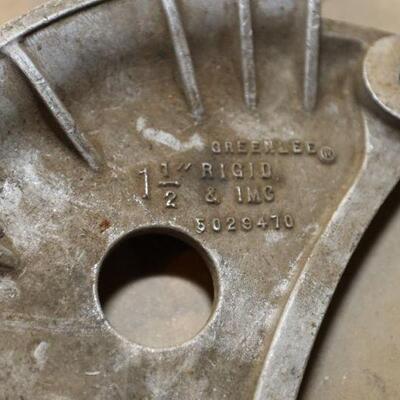 GREENLEE®
1 1/2" RIGID
& IMC
5029470